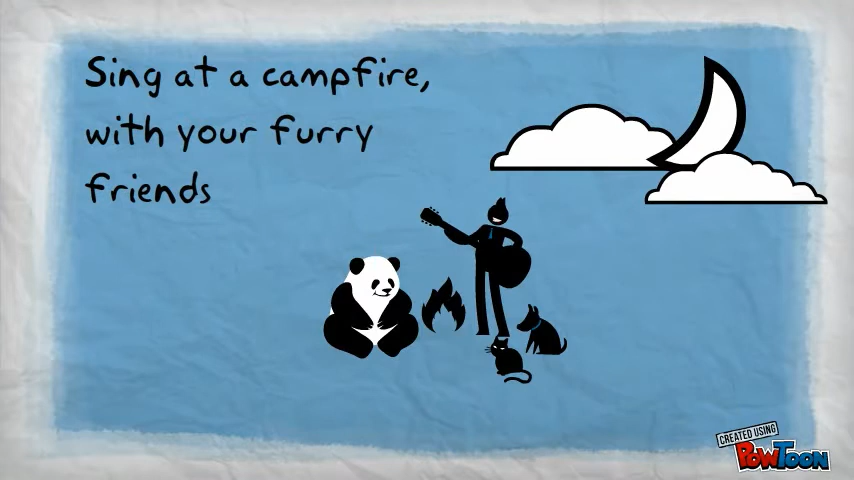 Sing at a campfire,
with your furry
friends
CREATED USING
POWTOON